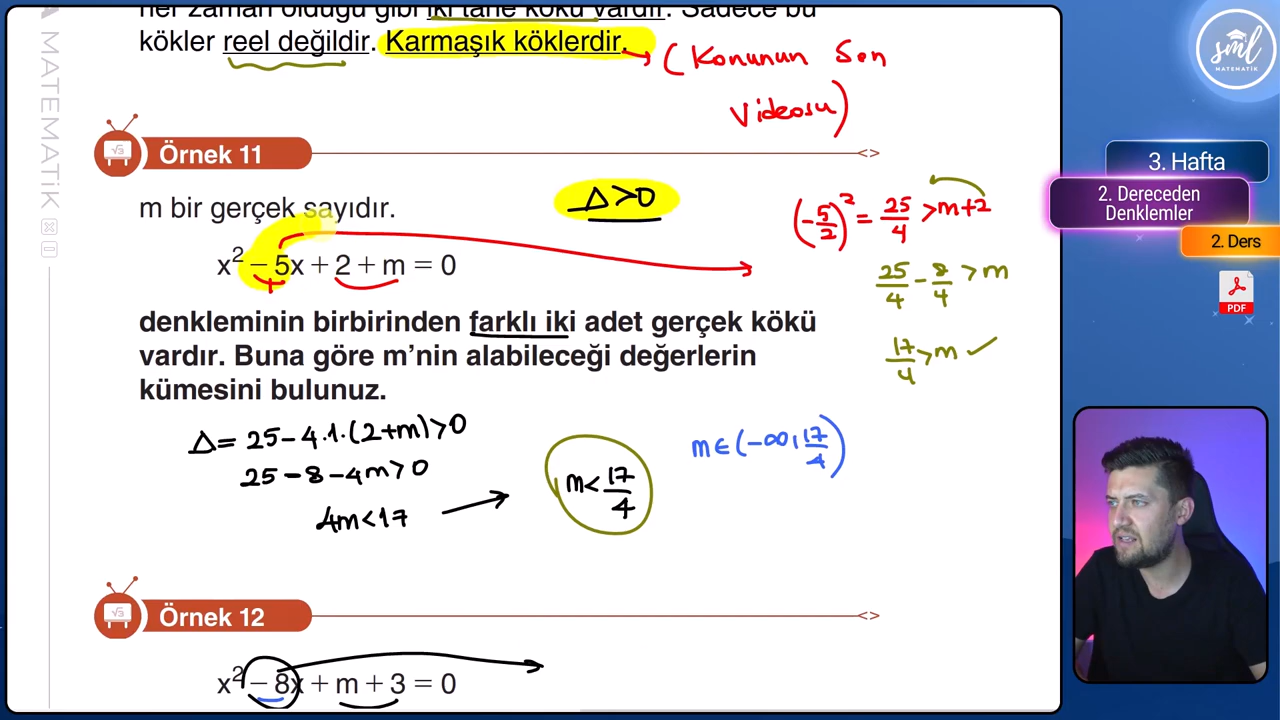 her zaman olduğu gibi iki tane kökü vardır. Sadece bu
kökler reel değildir. Karmaşık köklerdir.
(Konunun Son
Videosu)
MATEMATİK
Örnek 11
m bir gerçek sayıdır.
Δ>0
x² − 5x + 2 + m = 0
(-5/2)² = 25/4 > m+2
25/4 - 8/4 > m
17/4 > m ✓
denkleminin birbirinden farklı iki adet gerçek kökü
vardır. Buna göre m’nin alabileceği değerlerin
kümesini bulunuz.
Δ= 25-4.1.(2+m)>0
25-8-4m>0
4m<17
m<17/4
m∈(-∞, 17/4)
Örnek 12
x² − 8x + m + 3 = 0
sml
MATEMATİK
3. Hafta
2. Dereceden
Denklemler
2. Ders
PDF